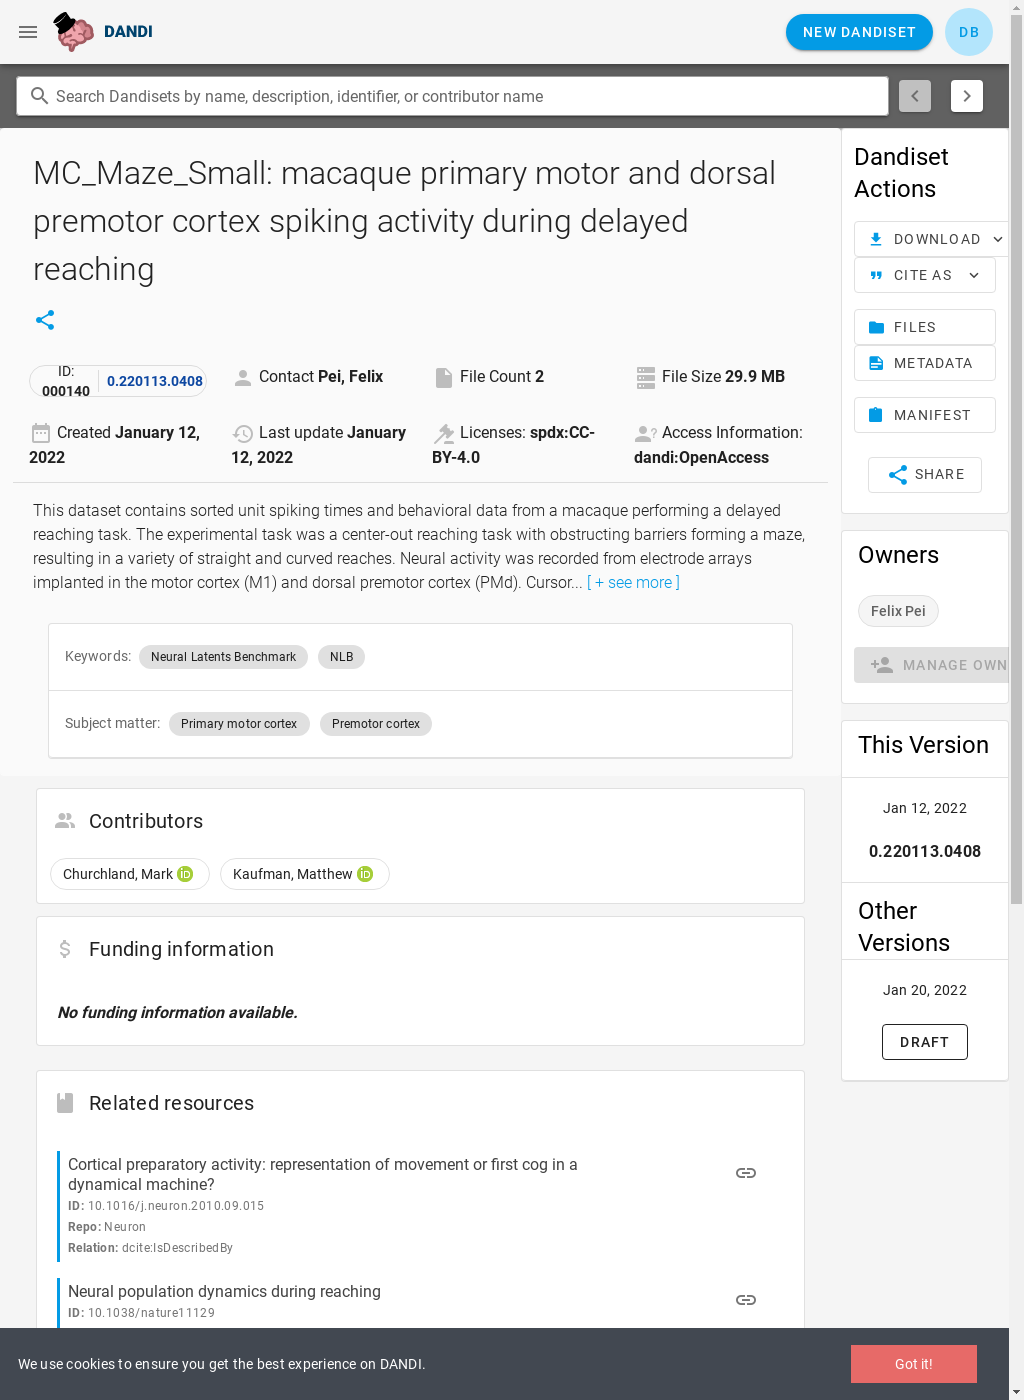 DANDI
NEW DANDISET
DB
Search Dandisets by name, description, identifier, or contributor name
MC_Maze_Small: macaque primary motor and dorsal
premotor cortex spiking activity during delayed
reaching
ID:
000140
0.220113.0408
Contact Pei, Felix
File Count 2
File Size 29.9 MB
Created January 12,
2022
Last update January
12, 2022
Licenses: spdx:CC-
BY-4.0
Access Information:
dandi:OpenAccess
This dataset contains sorted unit spiking times and behavioral data from a macaque performing a delayed
reaching task. The experimental task was a center-out reaching task with obstructing barriers forming a maze,
resulting in a variety of straight and curved reaches. Neural activity was recorded from electrode arrays
implanted in the motor cortex (M1) and dorsal premotor cortex (PMd). Cursor... [ + see more ]
Keywords: Neural Latents Benchmark NLB
Subject matter: Primary motor cortex Premotor cortex
Contributors
Churchland, Mark iD Kaufman, Matthew iD
Funding information
No funding information available.
Related resources
Cortical preparatory activity: representation of movement or first cog in a
dynamical machine?
ID: 10.1016/j.neuron.2010.09.015
Repo: Neuron
Relation: dcite:IsDescribedBy
Neural population dynamics during reaching
ID: 10.1038/nature11129
Dandiset
Actions
DOWNLOAD
CITE AS
FILES
METADATA
MANIFEST
SHARE
Owners
Felix Pei
MANAGE OWN
This Version
Jan 12, 2022
0.220113.0408
Other
Versions
Jan 20, 2022
DRAFT
We use cookies to ensure you get the best experience on DANDI.
Got it!